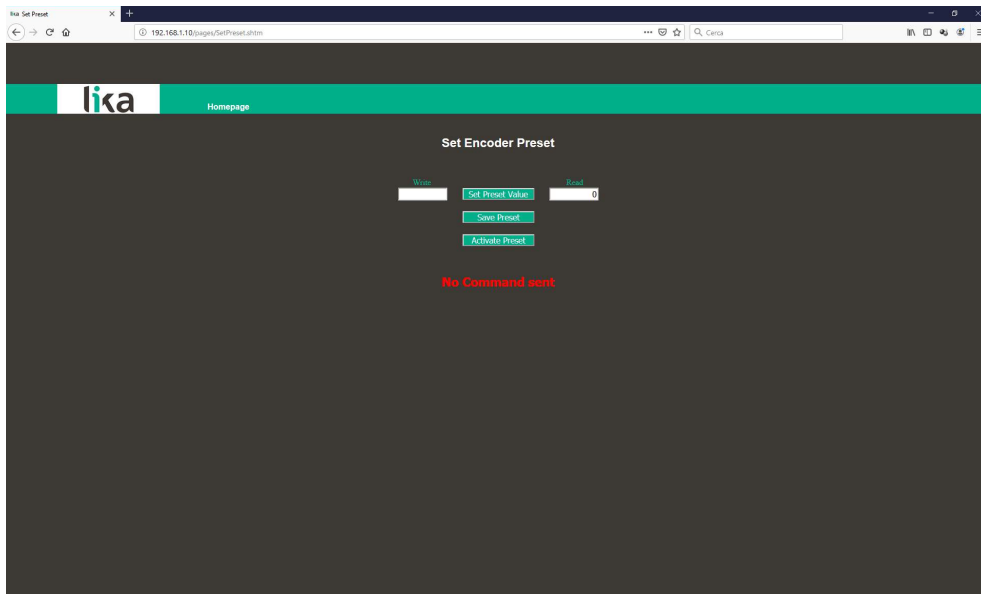 lika Set Preset
192.168.1.10/pages/SetPreset.shtm
Cerca
lika
Homepage
Set Encoder Preset
Write
Read
Set Preset Value
0
Save Preset
Activate Preset
No Command sent